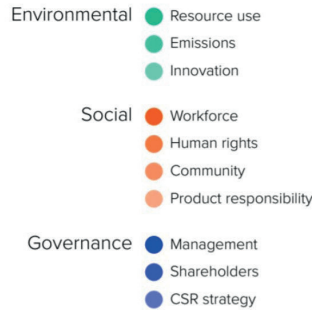 Environmental Resource use
Emissions
Innovation
Social Workforce
Human rights
Community
Product responsibility
Governance Management
Shareholders
CSR strategy